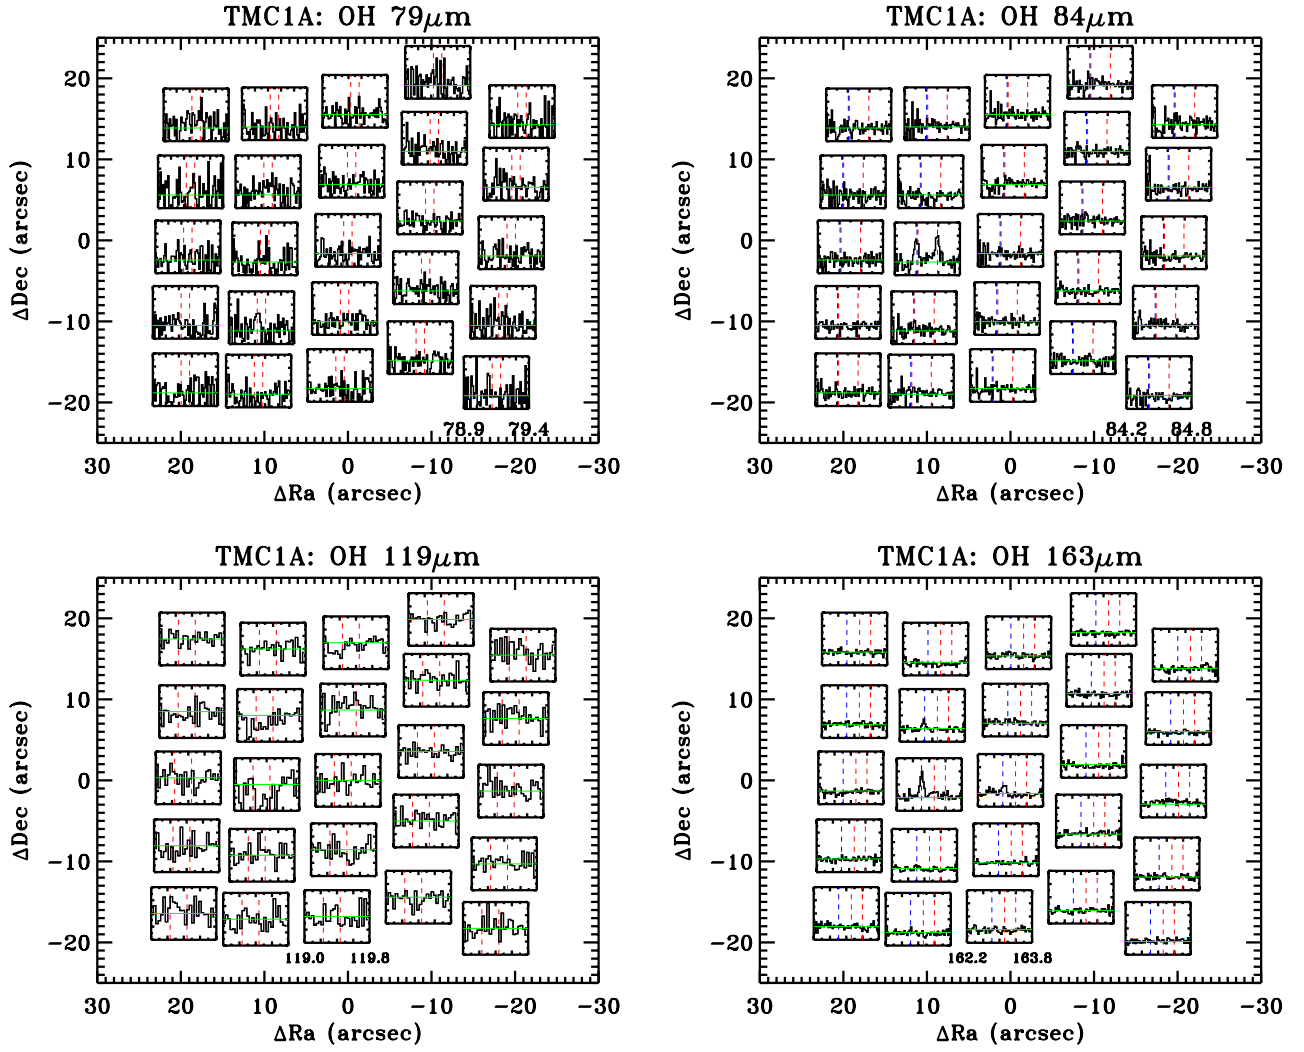 TMC1A: OH 79μm
20
10
0
−10
−20
ΔDec (arcsec)
78.9 79.4
30 20 10 0 −10 −20 −30
ΔRa (arcsec)
TMC1A: OH 84μm
20
10
0
−10
−20
ΔDec (arcsec)
84.2 84.8
30 20 10 0 −10 −20 −30
ΔRa (arcsec)
TMC1A: OH 119μm
20
10
0
−10
−20
ΔDec (arcsec)
119.0 119.8
30 20 10 0 −10 −20 −30
ΔRa (arcsec)
TMC1A: OH 163μm
20
10
0
−10
−20
ΔDec (arcsec)
162.2 163.8
30 20 10 0 −10 −20 −30
ΔRa (arcsec)